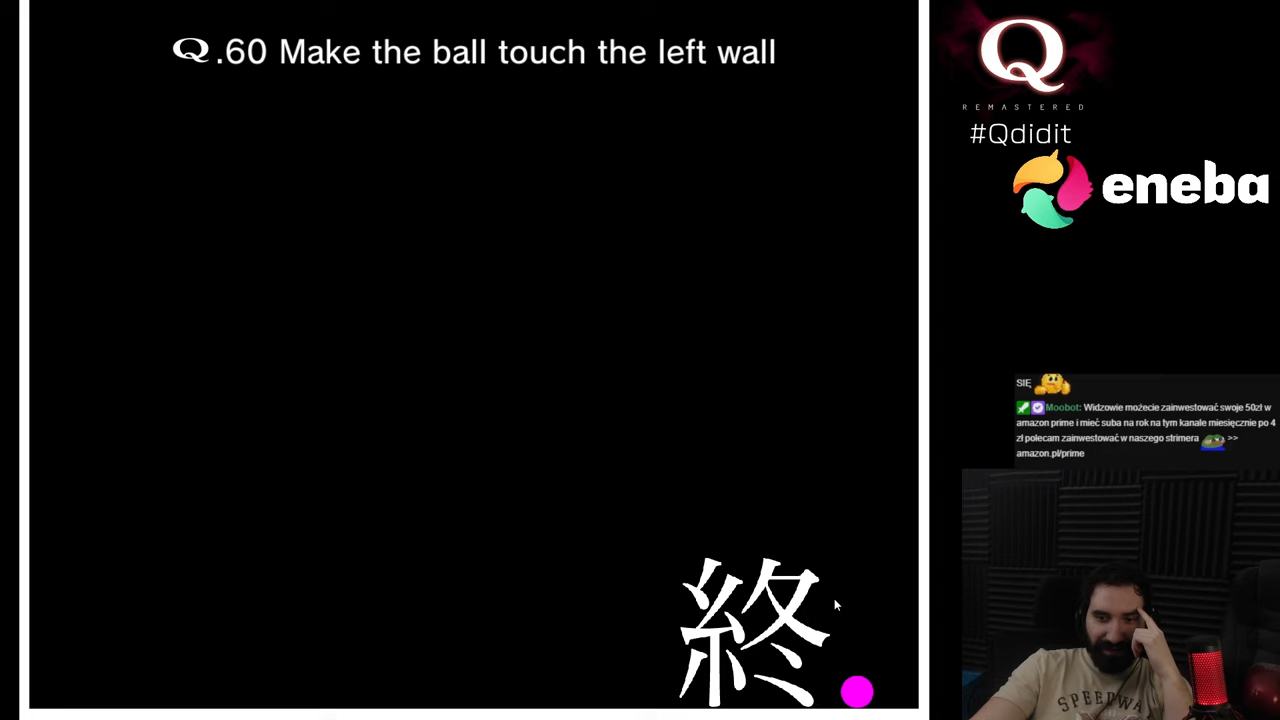 Q.60 Make the ball touch the left wall
Q
REMASTERED
#Qdidit
eneba
SIĘ
Moobot: Widzowie możecie zainwestować swoje 50zł w
amazon prime i mieć suba na rok na tym kanale miesięcznie po 4
zł polecam zainwestować w naszego strimera >>
amazon.pl/prime
終
SPEEDWA